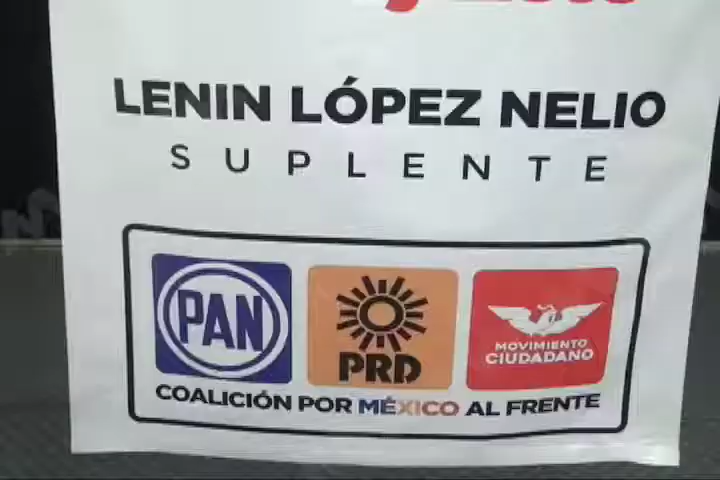 LENIN LÓPEZ NELIO
SUPLENTE
PAN
PRD
MOVIMIENTO
CIUDADANO
COALICIÓN POR MÉXICO AL FRENTE